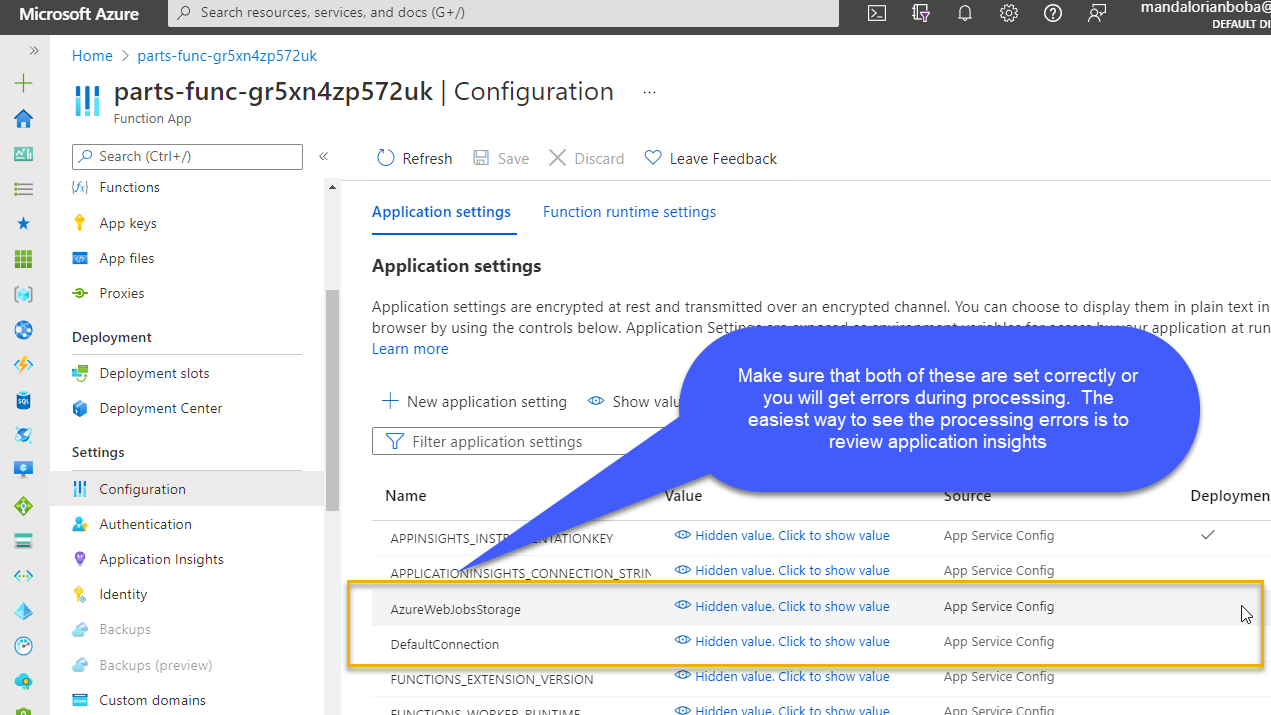 Microsoft Azure
Search resources, services, and docs (G+/)
mandalorianboba@
DEFAULT DI
Home > parts-func-gr5xn4zp572uk
parts-func-gr5xn4zp572uk | Configuration ...
Function App
Search (Ctrl+/)
Functions
App keys
App files
Proxies
Deployment
Deployment slots
Deployment Center
Settings
Configuration
Authentication
Application Insights
Identity
Backups
Backups (preview)
Custom domains
Refresh Save Discard Leave Feedback
Application settings Function runtime settings
Application settings
Application settings are encrypted at rest and transmitted over an encrypted channel. You can choose to display them in plain text in
browser by using the controls below. Application Settings are exposed as environment variables for access by your application at run
Learn more
New application setting Show valu
Filter application settings
Make sure that both of these are set correctly or
you will get errors during processing. The
easiest way to see the processing errors is to
review application insights
Name Value Source Deploymen
APPINSIGHTS_INSTRUMENTATIONKEY Hidden value. Click to show value App Service Config
APPLICATIONINSIGHTS_CONNECTION_STRIN Hidden value. Click to show value App Service Config
AzureWebJobsStorage Hidden value. Click to show value App Service Config
DefaultConnection Hidden value. Click to show value App Service Config
FUNCTIONS_EXTENSION_VERSION Hidden value. Click to show value App Service Config
FUNCTIONS_WORKER_RUNTIME Hidden value. Click to show value App Service Config